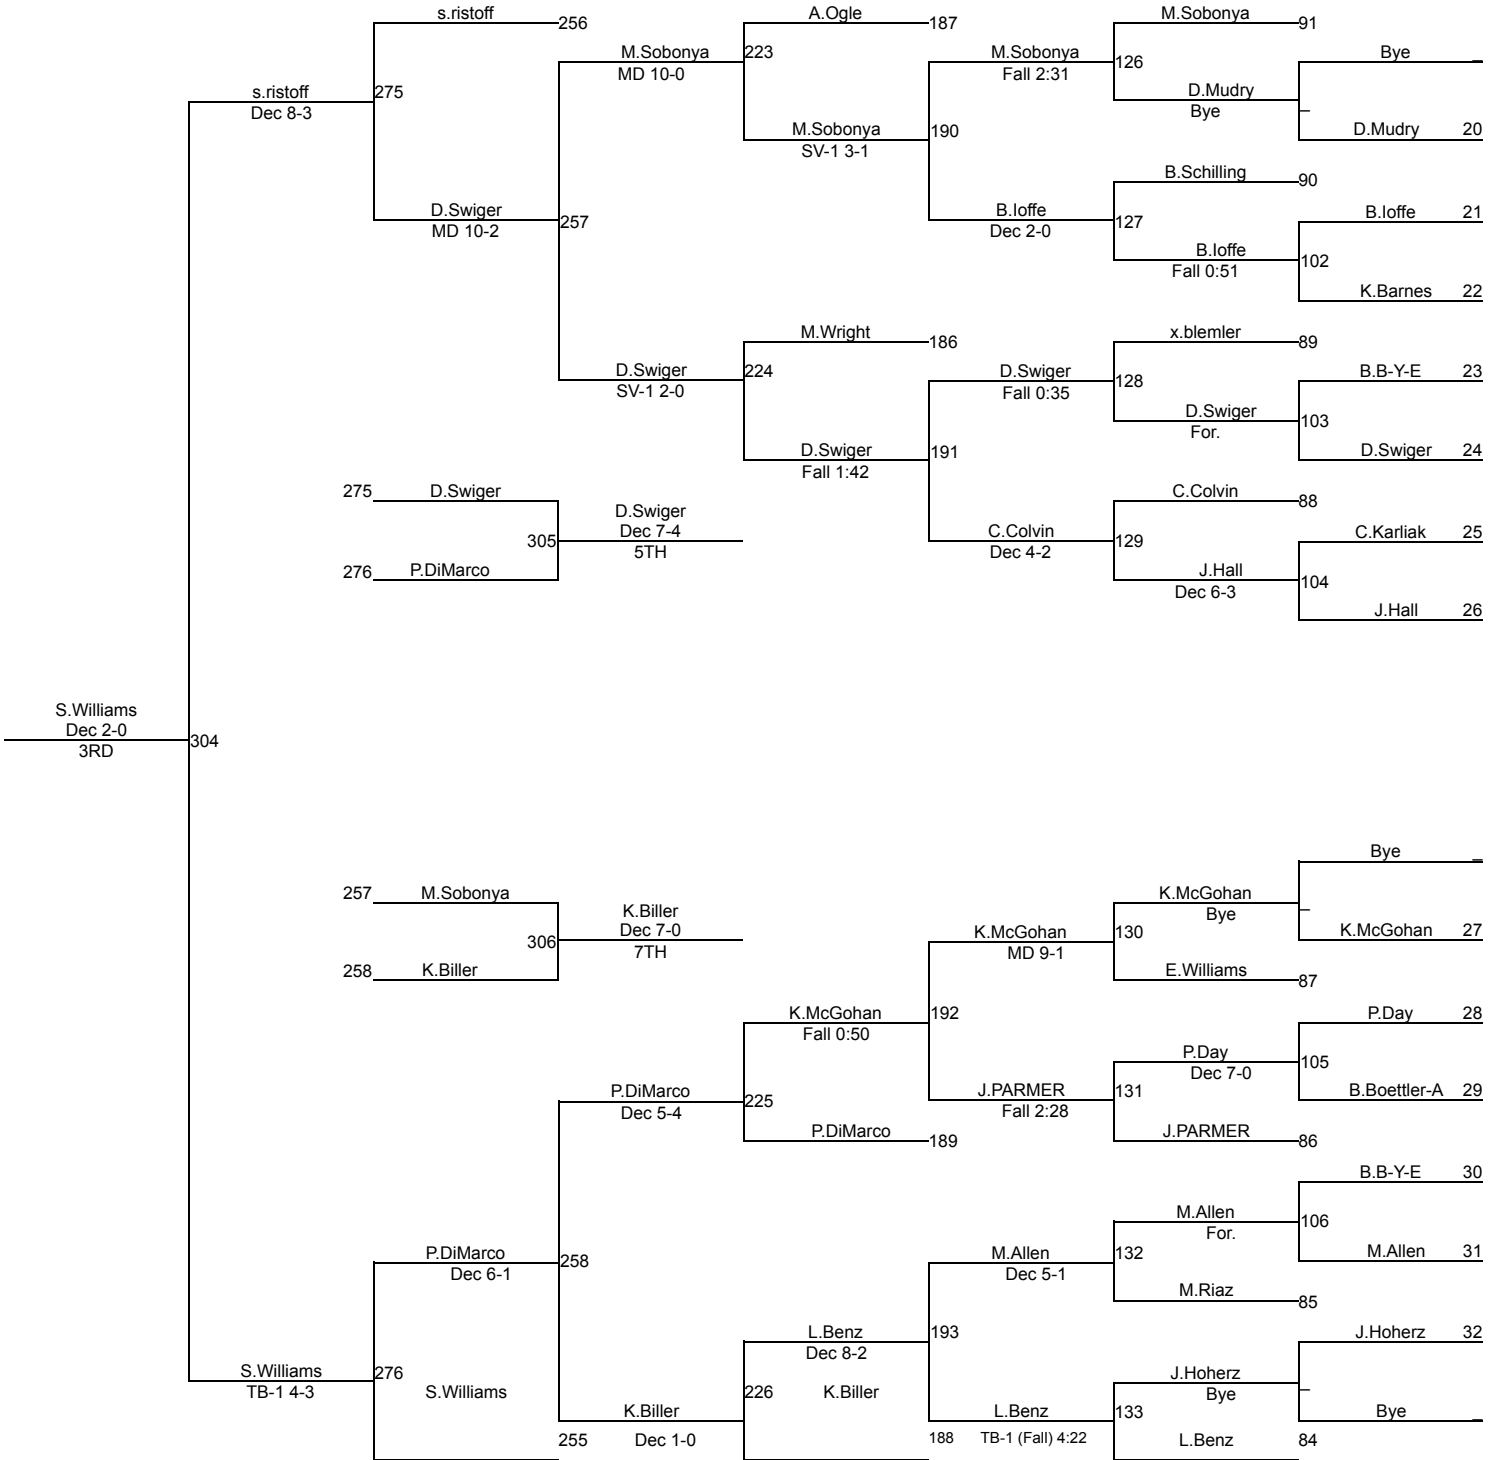 s.ristoff 256 A.Ogle 187 M.Sobonya 91
M.Sobonya 223 M.Sobonya 126 Bye _
MD 10-0 Fall 2:31
s.ristoff 275 D.Mudry
Dec 8-3 Bye _
M.Sobonya 190 D.Mudry 20
SV-1 3-1
B.Schilling 90
D.Swiger 257 B.Ioffe 127 B.Ioffe 21
MD 10-2 Dec 2-0
B.Ioffe 102
Fall 0:51
K.Barnes 22
M.Wright 186 x.blemler 89
D.Swiger 224 D.Swiger 128 B.B-Y-E 23
SV-1 2-0 Fall 0:35
D.Swiger 103
For.
D.Swiger 191 D.Swiger 24
Fall 1:42
275 D.Swiger C.Colvin 88
D.Swiger
305 Dec 7-4 C.Colvin 129 C.Karliak 25
5TH Dec 4-2
276 P.DiMarco J.Hall 104
Dec 6-3
J.Hall 26
S.Williams
Dec 2-0 304
3RD
Bye _
257 M.Sobonya K.McGohan
K.Biller Bye _
306 Dec 7-0 K.McGohan 130 K.McGohan 27
7TH MD 9-1
258 K.Biller E.Williams 87
K.McGohan 192 P.Day 28
Fall 0:50
P.Day 105
Dec 7-0
P.DiMarco 225 J.PARMER 131 B.Boettler-A 29
Dec 5-4 Fall 2:28
P.DiMarco 189 J.PARMER 86
B.B-Y-E 30
M.Allen 106
For.
P.DiMarco 258 M.Allen 132 M.Allen 31
Dec 6-1 Dec 5-1
M.Riaz 85
L.Benz 193 J.Hoherz 32
Dec 8-2
S.Williams 276 J.Hoherz
TB-1 4-3 S.Williams 226 K.Biller Bye _
K.Biller L.Benz 133 Bye _
255 Dec 1-0 188 TB-1 (Fall) 4:22 L.Benz 84